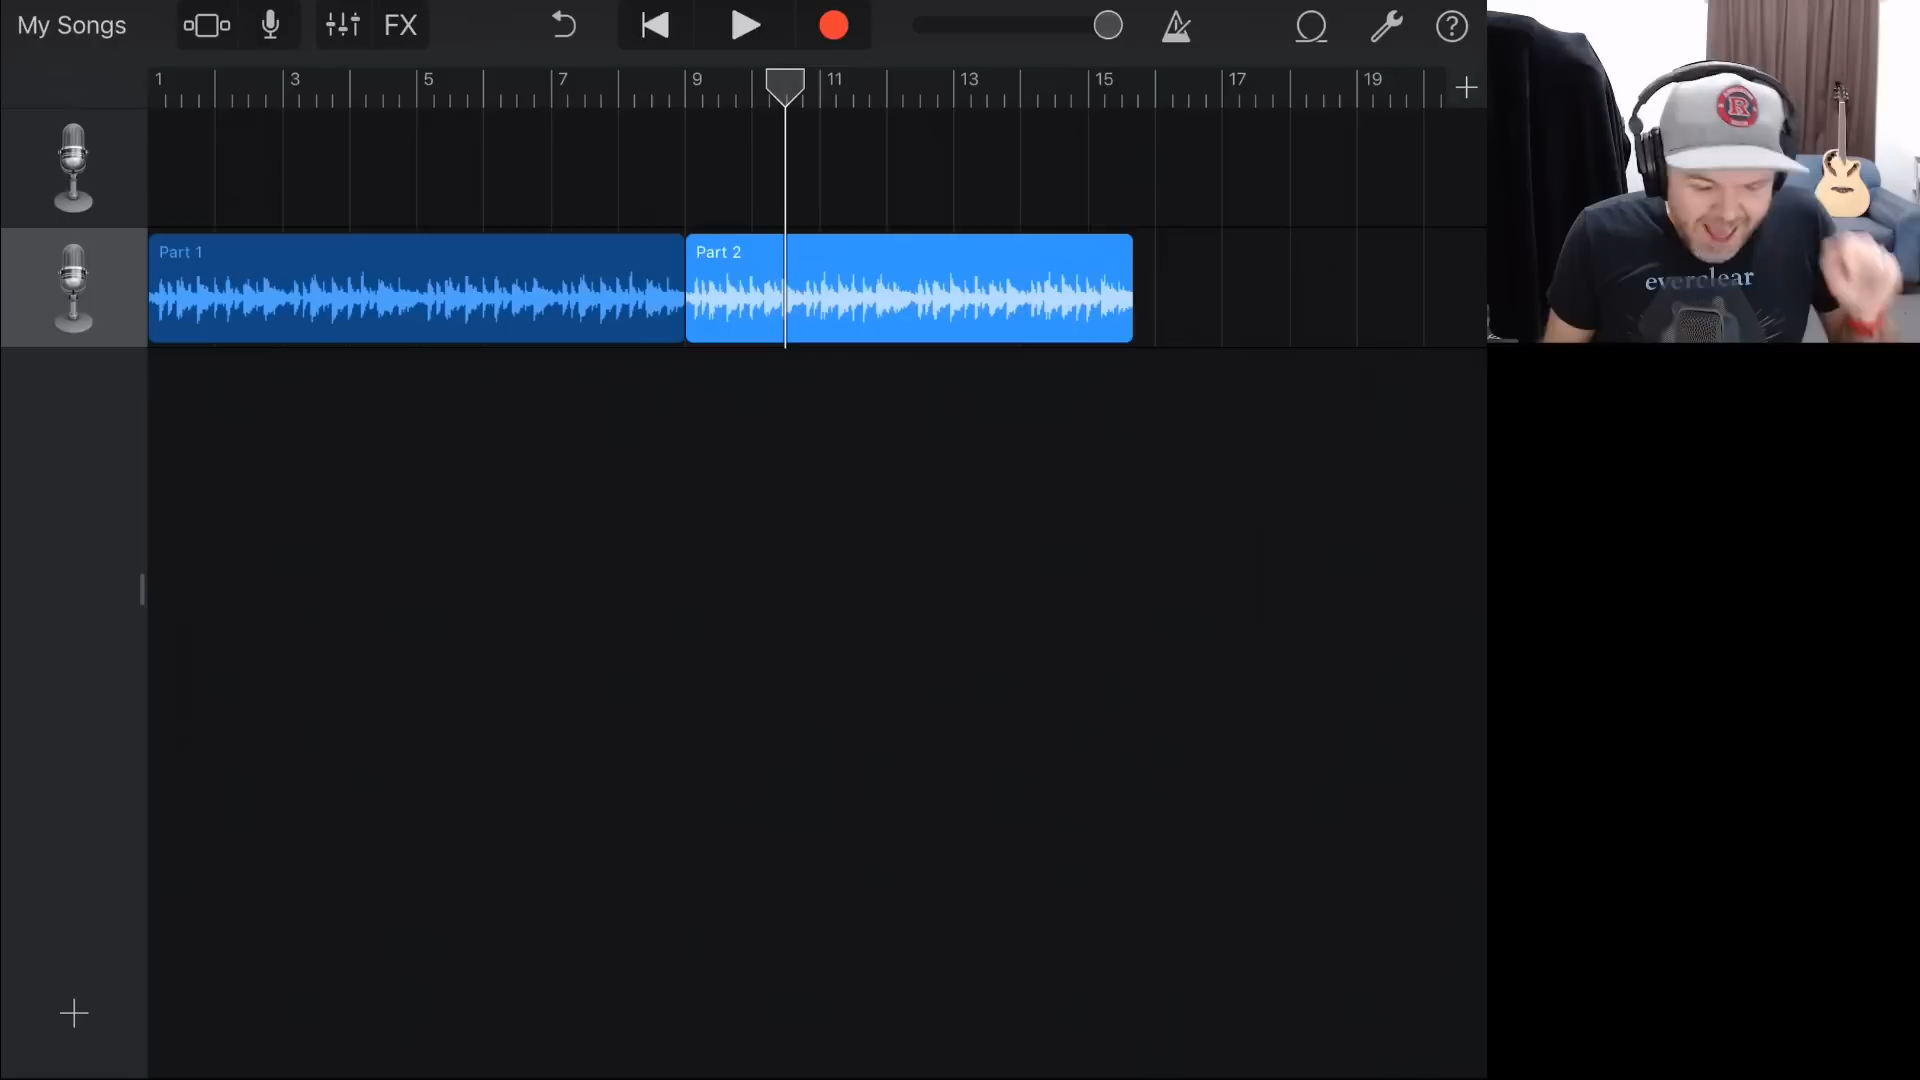 My Songs
FX
1 3 5 7 9 11 13 15 17 19
Part 1
Part 2
R
everclear